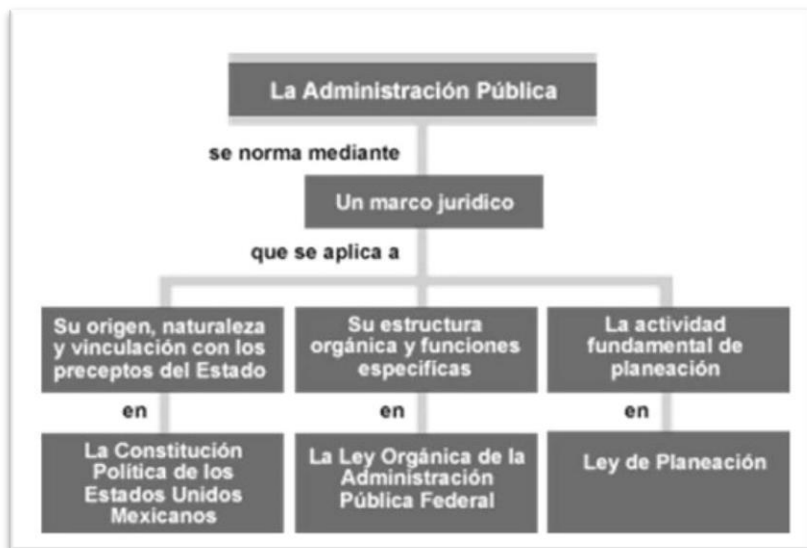 La Administración Pública
se norma mediante
Un marco juridico
que se aplica a
Su origen, naturaleza
y vinculación con los
preceptos del Estado
Su estructura
orgánica y funciones
especifícas
La actividad
fundamental de
planeación
en
en
en
La Constitución
Política de los
Estados Unidos
Mexicanos
La Ley Orgánica de la
Administración
Pública Federal
Ley de Planeación